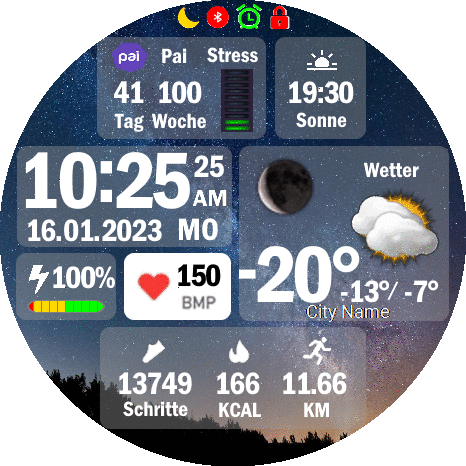 pai Pai Stress
41 100
Tag Woche
19:30
Sonne
10:25 25 AM
16.01.2023 MO
Wetter
-20°
-13°/ -7°
City Name
100%
150
BMP
13749 166 11.66
Schritte KCAL KM